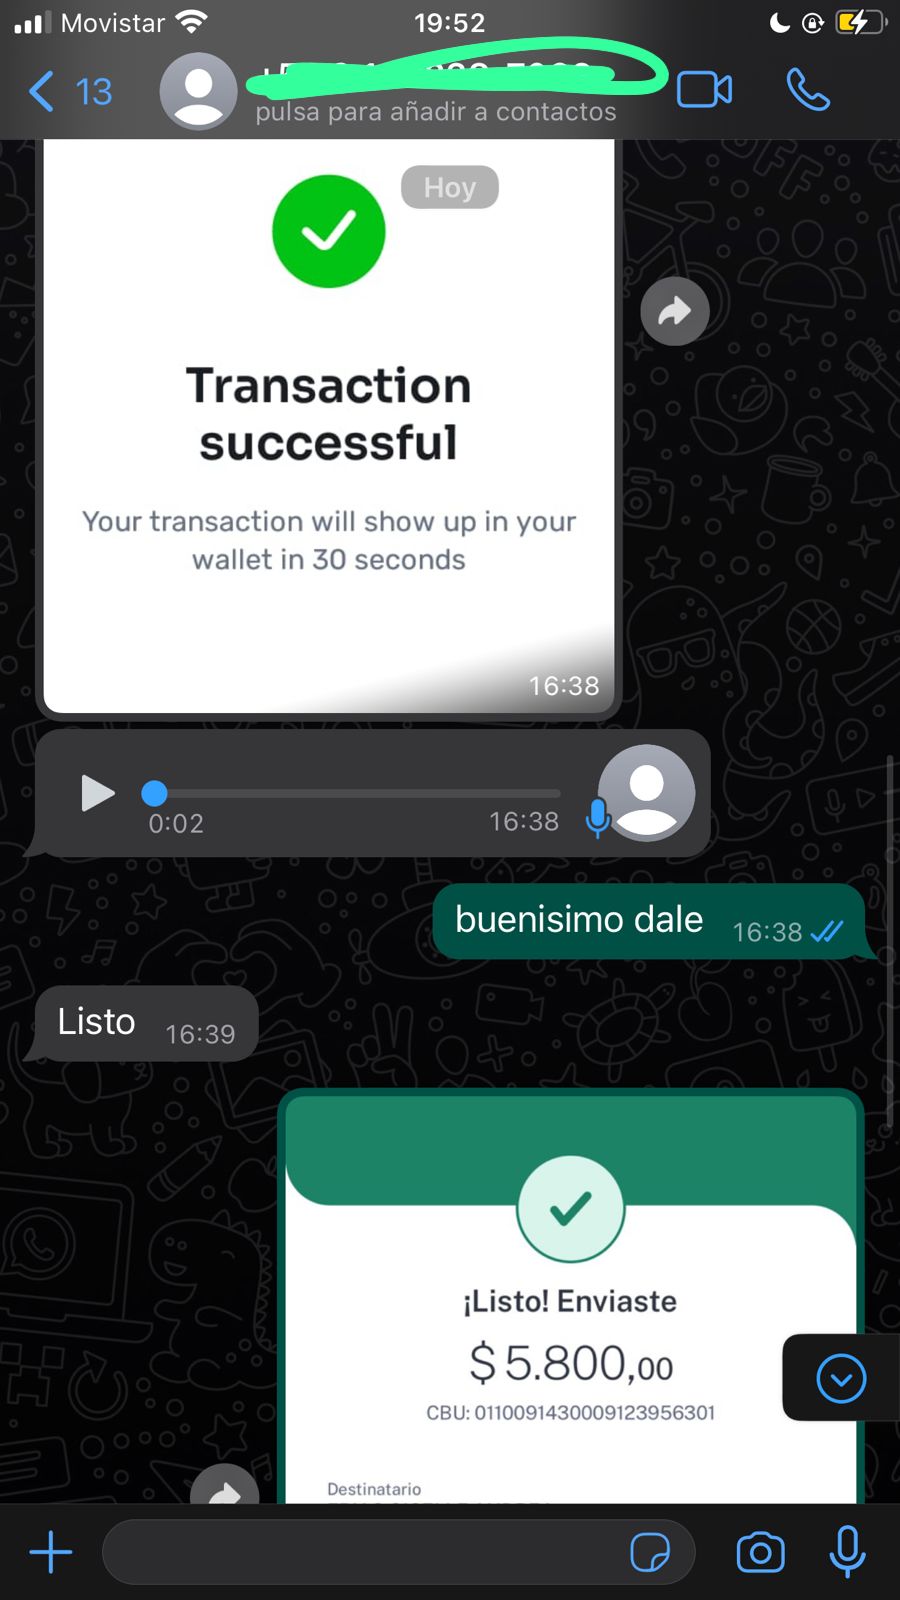 Movistar 19:52
13
pulsa para añadir a contactos
Hoy
Transaction
successful
Your transaction will show up in your
wallet in 30 seconds
16:38
0:02 16:38
buenisimo dale 16:38
Listo 16:39
¡Listo! Enviaste
$5.800,00
CBU: 0110091430009123956301
Destinatario